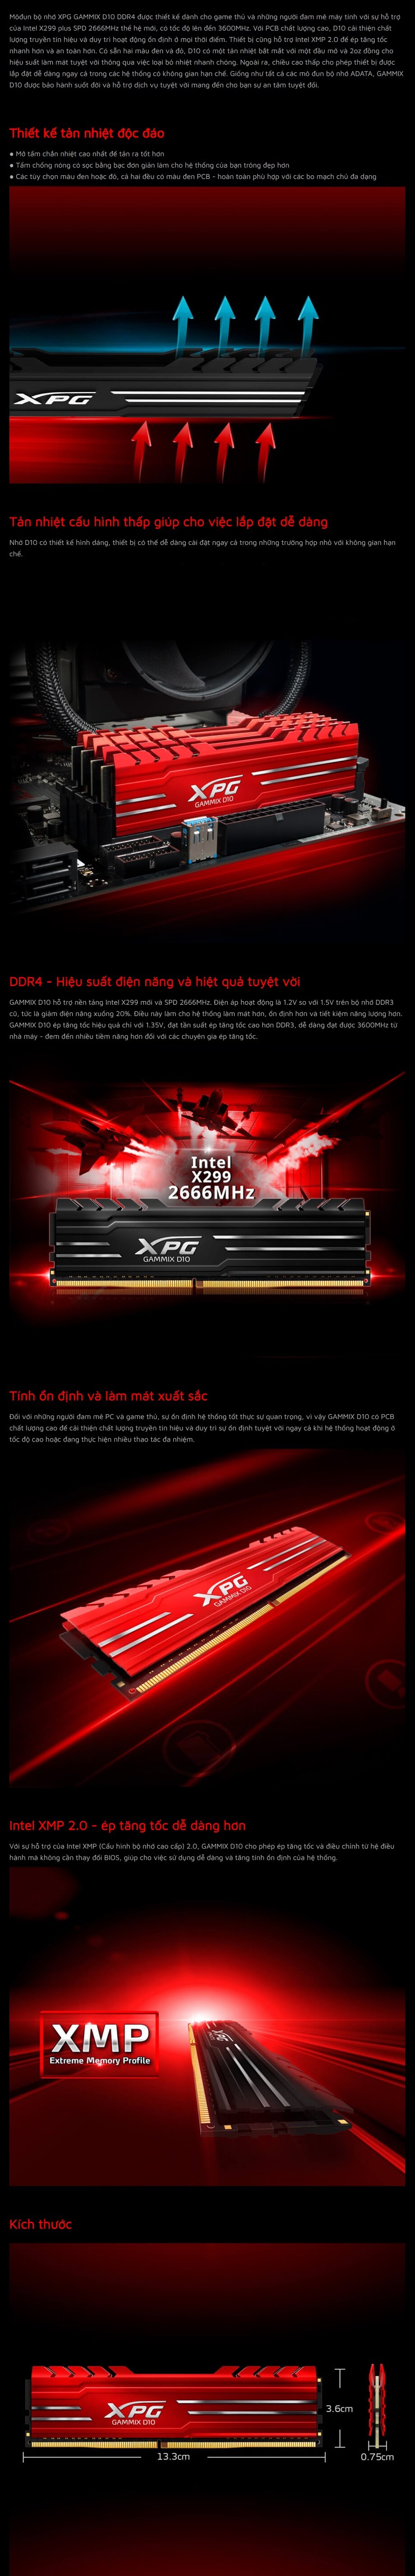 Môđun bộ nhớ XPG GAMMIX D10 DDR4 được thiết kế dành cho game thủ và những người đam mê máy tính với sự hỗ trợ
của Intel X299 plus SPD 2666MHz thế hệ mới, có tốc độ lên đến 3600MHz. Với PCB chất lượng cao, D10 cải thiện chất
lượng truyền tín hiệu và duy trì hoạt động ổn định ở mọi thời điểm. Thiết bị cũng hỗ trợ Intel XMP 2.0 để ép tăng tốc
nhanh hơn và an toàn hơn. Có sẵn hai màu đen và đỏ, D10 có một tản nhiệt bắt mắt với một đầu mô và 2oz đồng cho
hiệu suất làm mát tuyệt vời thông qua việc loại bỏ nhiệt nhanh chóng. Ngoài ra, chiều cao thấp cho phép thiết bị được
lắp đặt dễ dàng ngay cả trong các hệ thống có không gian hạn chế. Giống như tất cả các mô đun bộ nhớ ADATA, GAMMIX
D10 được bảo hành suốt đời và hỗ trợ dịch vụ tuyệt vời mang đến cho bạn sự an tâm tuyệt đối.
Thiết kế tản nhiệt độc đáo
● Mô tấm chắn nhiệt cao nhất để tản ra tốt hơn
● Tấm chống nóng có sọc bằng bạc đơn giản làm cho hệ thống của bạn trông đẹp hơn
● Các tùy chọn màu đen hoặc đỏ, cả hai đều có màu đen PCB - hoàn toàn phù hợp với các bo mạch chủ đa dạng
XPG
Tản nhiệt cấu hình thấp giúp cho việc lắp đặt dễ dàng
Nhờ D10 có thiết kế hình dáng, thiết bị có thể dễ dàng cài đặt ngay cả trong những trường hợp nhỏ với không gian hạn
chế.
XPG
GAMMIX D10
DDR4 - Hiệu suất điện năng và hiệt quả tuyệt vời
GAMMIX D10 hỗ trợ nền tảng Intel X299 mới và SPD 2666MHz. Điện áp hoạt động là 1.2V so với 1.5V trên bộ nhớ DDR3
cũ, tức là giảm điện năng xuống 20%. Điều này làm cho hệ thống làm mát hơn, ổn định hơn và tiết kiệm năng lượng hơn.
GAMMIX D10 ép tăng tốc hiệu quả chỉ với 1.35V, đạt tần suất ép tăng tốc cao hơn DDR3, dễ dàng đạt được 3600MHz từ
nhà máy - đem đến nhiều tiềm năng hơn đối với các chuyên gia ép tăng tốc.
Intel
X299
2666MHz
XPG
GAMMIX D10
Tính ổn định và làm mát xuất sắc
Đối với những người đam mê PC và game thủ, sự ổn định hệ thống tốt thực sự quan trọng, vì vậy GAMMIX D10 có PCB
chất lượng cao để cải thiện chất lượng truyền tín hiệu và duy trì sự ổn định tuyệt vời ngay cả khi hệ thống hoạt động ở
tốc độ cao hoặc đang thực hiện nhiều thao tác đa nhiệm.
XPG
GAMMIX D10
Intel XMP 2.0 - ép tăng tốc dễ dàng hơn
Với sự hỗ trợ của Intel XMP (Cấu hình bộ nhớ cao cấp) 2.0, GAMMIX D10 cho phép ép tăng tốc và điều chỉnh từ hệ điều
hành mà không cần thay đổi BIOS, giúp cho việc sử dụng dễ dàng và tăng tính ổn định của hệ thống.
XMP
Extreme Memory Profile
Kích thước
XPG
GAMMIX D10
3.6cm
13.3cm
0.75cm